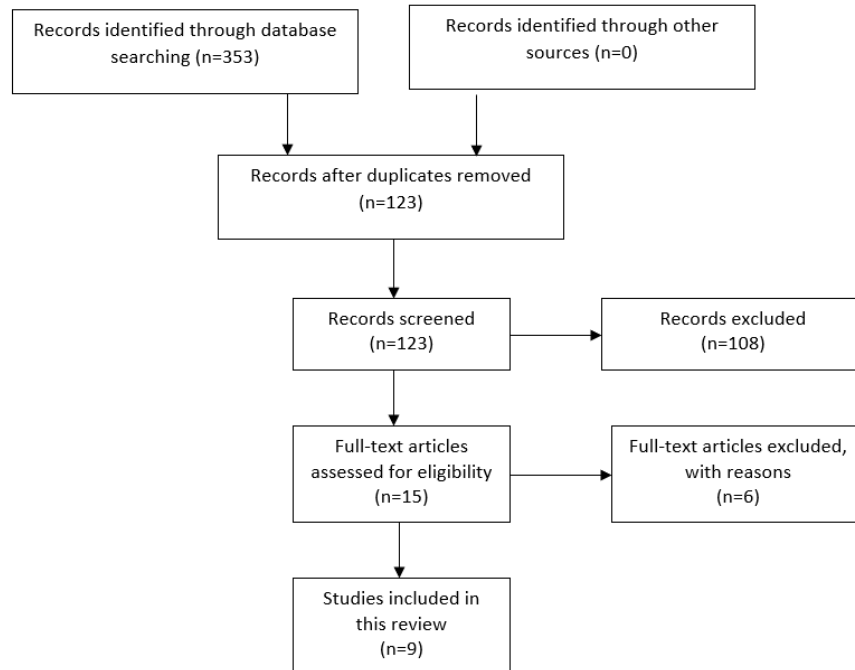 Records identified through database
searching (n=353)
Records identified through other
sources (n=0)
Records after duplicates removed
(n=123)
Records screened
(n=123)
Records excluded
(n=108)
Full-text articles
assessed for eligibility
(n=15)
Full-text articles excluded,
with reasons
(n=6)
Studies included in
this review
(n=9)